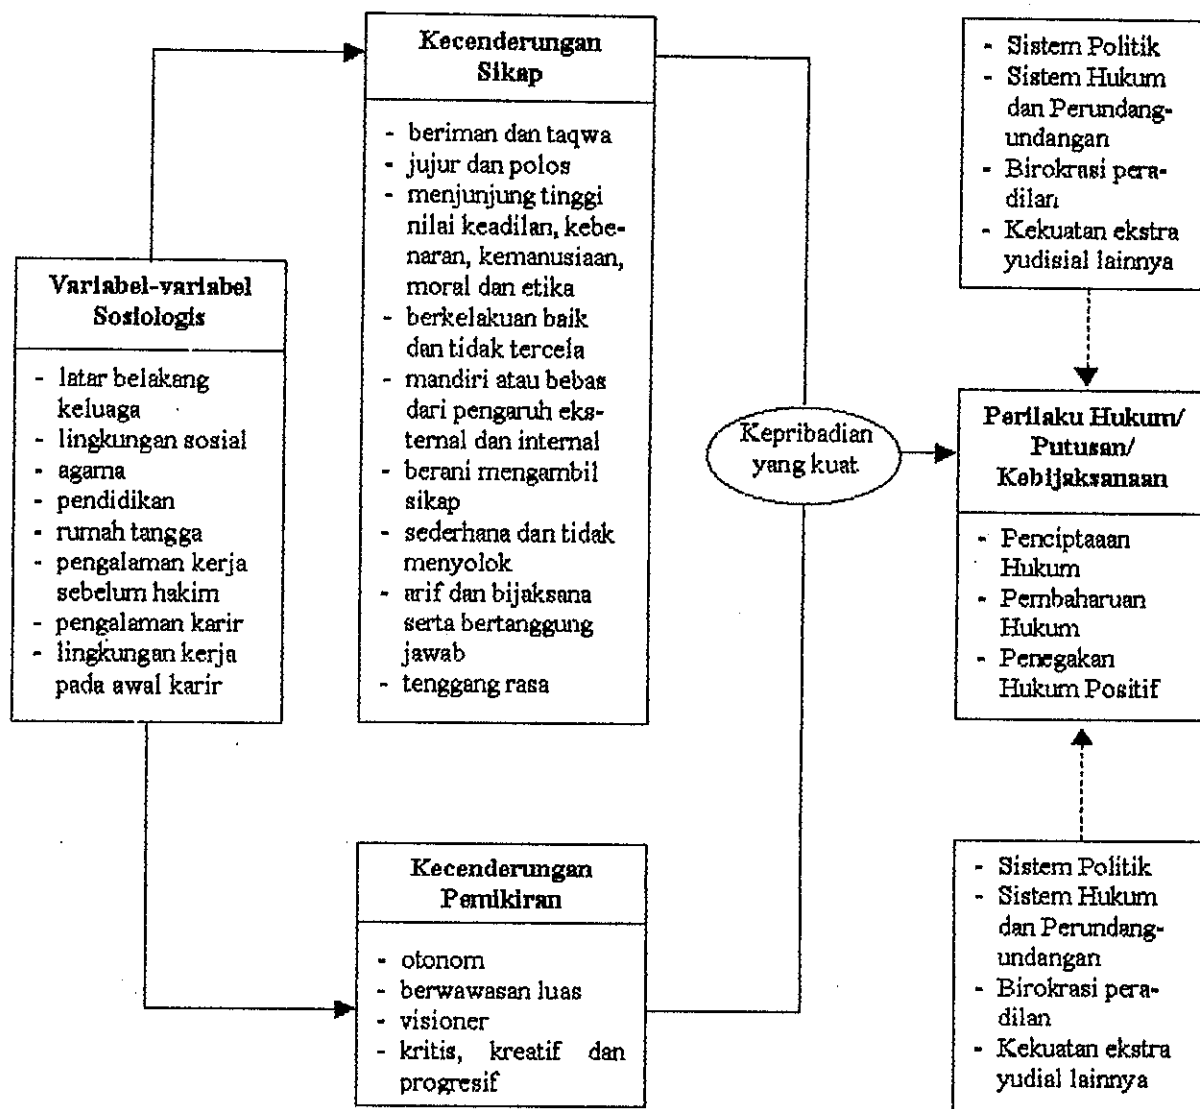 Variabel-variabel
Sosiologis
- latar belakang
keluaga
- lingkungan sosial
- agama
- pendidikan
- rumah tangga
- pengalaman kerja
sebelum hakim
- pengalaman karir
- lingkungan kerja
pada awal karir
Kecenderungan
Sikap
- beriman dan taqwa
- jujur dan polos
- menjunjung tinggi
nilai keadilan, kebe-
naran, kemanusiaan,
moral dan etika
- berkelakuan baik
dan tidak tercela
- mandiri atau bebas
dari pengaruh eks-
ternal dan internal
- berani mengambil
sikap
- sederhana dan tidak
menyolok
- arif dan bijaksana
serta bertanggung
jawab
- tenggang rasa
Kecenderungan
Pemikiran
- otonom
- berwawasan luas
- visioner
- kritis, kreatif dan
progresif
Kepribadian
yang kuat
- Sistem Politik
- Sistem Hukum
dan Perundang-
undangan
- Birokrasi pera-
dilan
- Kekuatan ekstra
yudisial lainnya
Perilaku Hukum/
Putusan/
Kebijaksanaan
- Penciptaaan
Hukum
- Pembaharuan
Hukum
- Penegakan
Hukum Positif
- Sistem Politik
- Sistem Hukum
dan Perundang-
undangan
- Birokrasi pera-
dilan
- Kekuatan ekstra
yudial lainnya